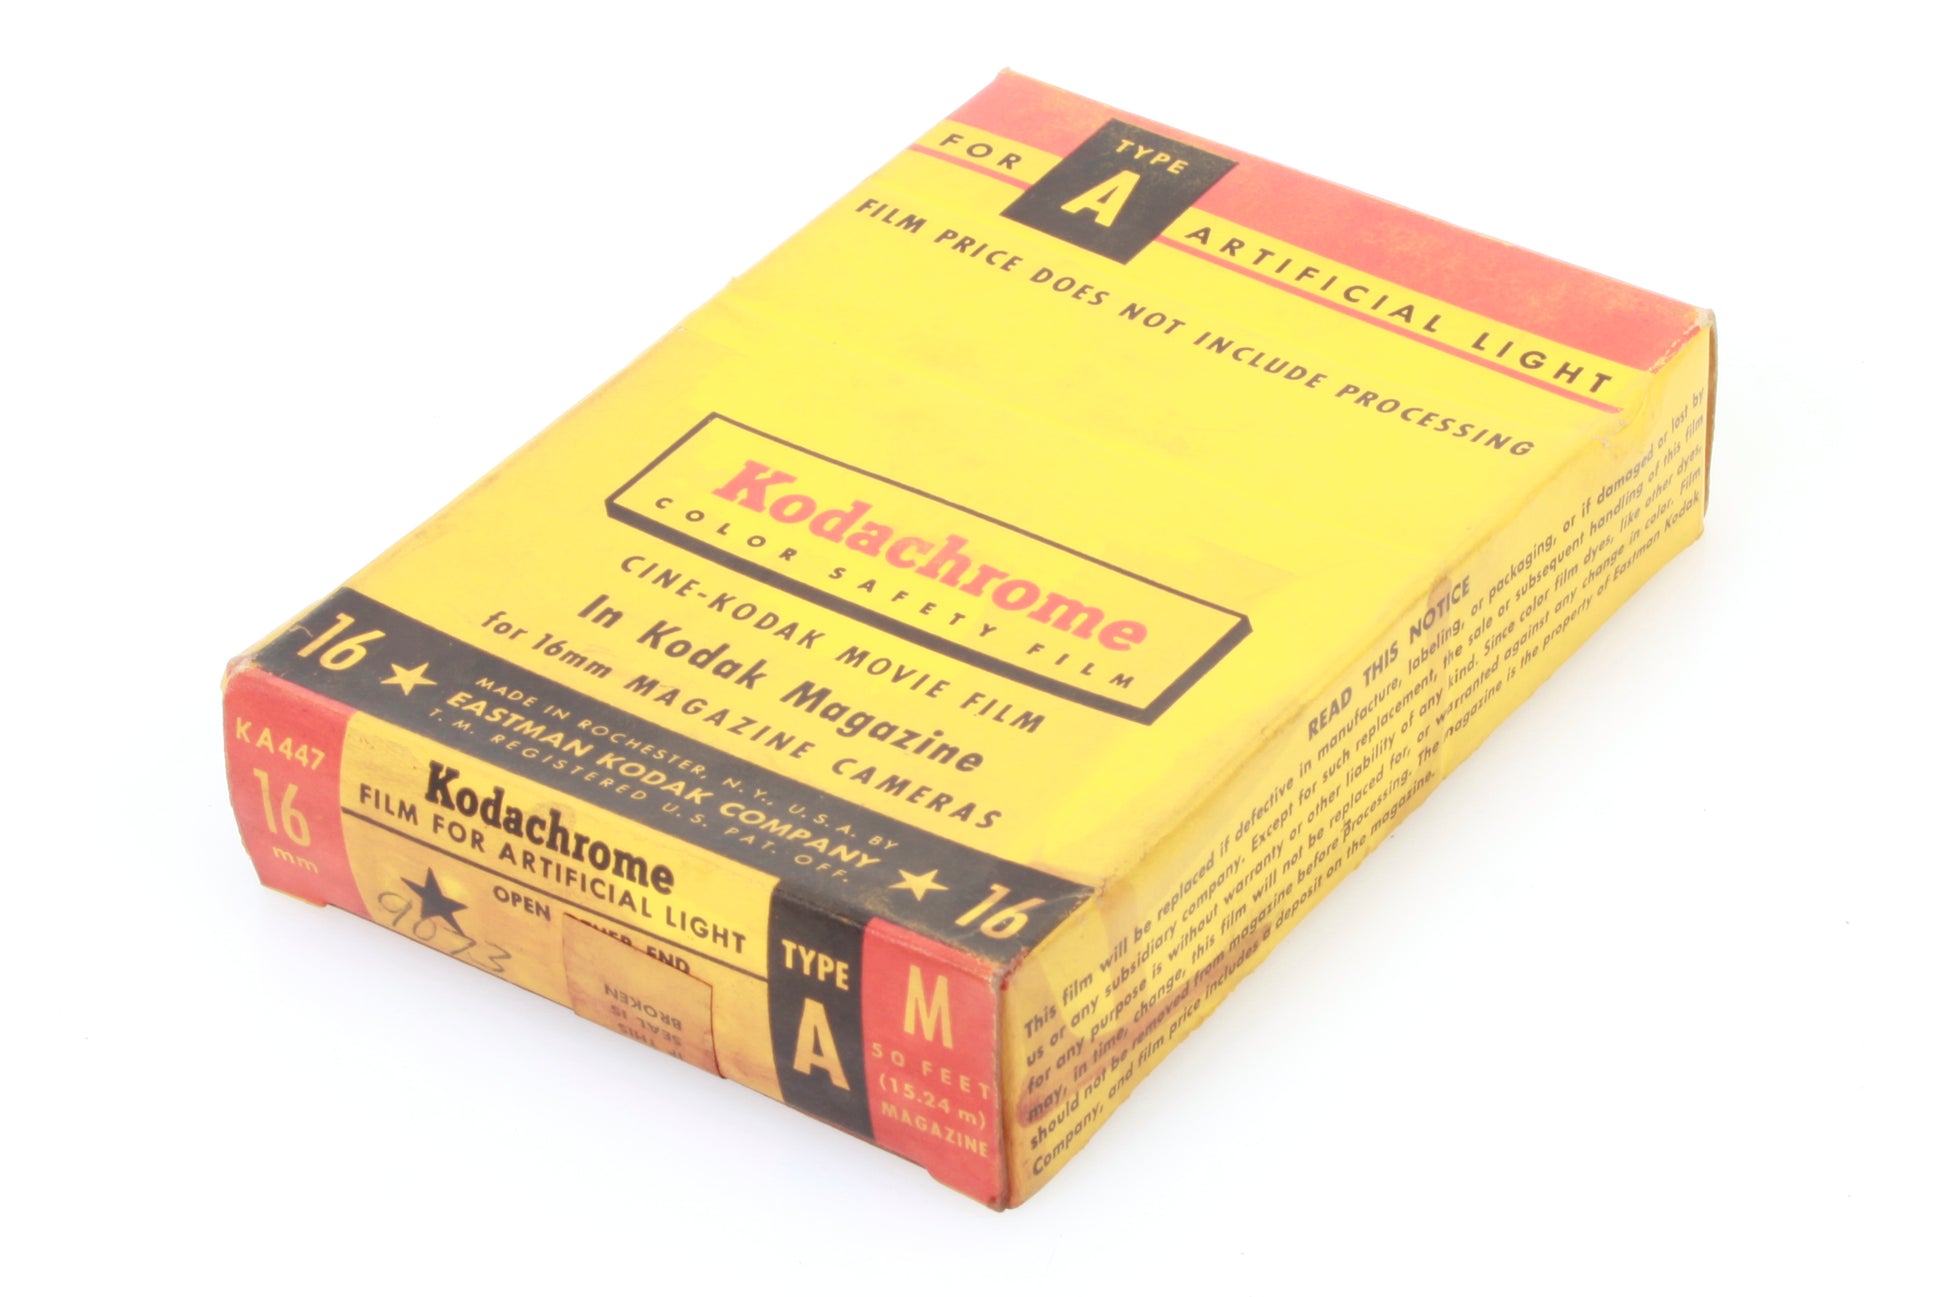 FOR TYPE A ARTIFICIAL LIGHT
FILM PRICE DOES NOT INCLUDE PROCESSING
Kodachrome
COLOR SAFETY FILM
CINE-KODAK MOVIE FILM
In Kodak Magazine
for 16mm MAGAZINE CAMERAS
16 ★ MADE IN ROCHESTER, N. Y., U. S. A. BY
EASTMAN KODAK COMPANY
T. M. REGISTERED U. S. PAT. OFF. ★ 16
KA447
16
mm
Kodachrome
FILM FOR ARTIFICIAL LIGHT
OPEN OTHER END
9073
IF THIS
SEAL IS
BROKEN
TYPE
A
M
50 FEET
(15.24 m)
MAGAZINE
READ THIS NOTICE
This film will be replaced if defective in manufacture, labeling, or packaging, or if damaged or lost by
us or any subsidiary company. Except for such replacement, the sale or subsequent handling of this film
for any purpose is without warranty or other liability of any kind. Since color film dyes, like other dyes,
may, in time, change, this film will not be replaced for, or warranted against any change in color. Film
should not be removed from magazine before processing. The magazine is the property of Eastman Kodak
Company, and film price includes a deposit on the magazine.